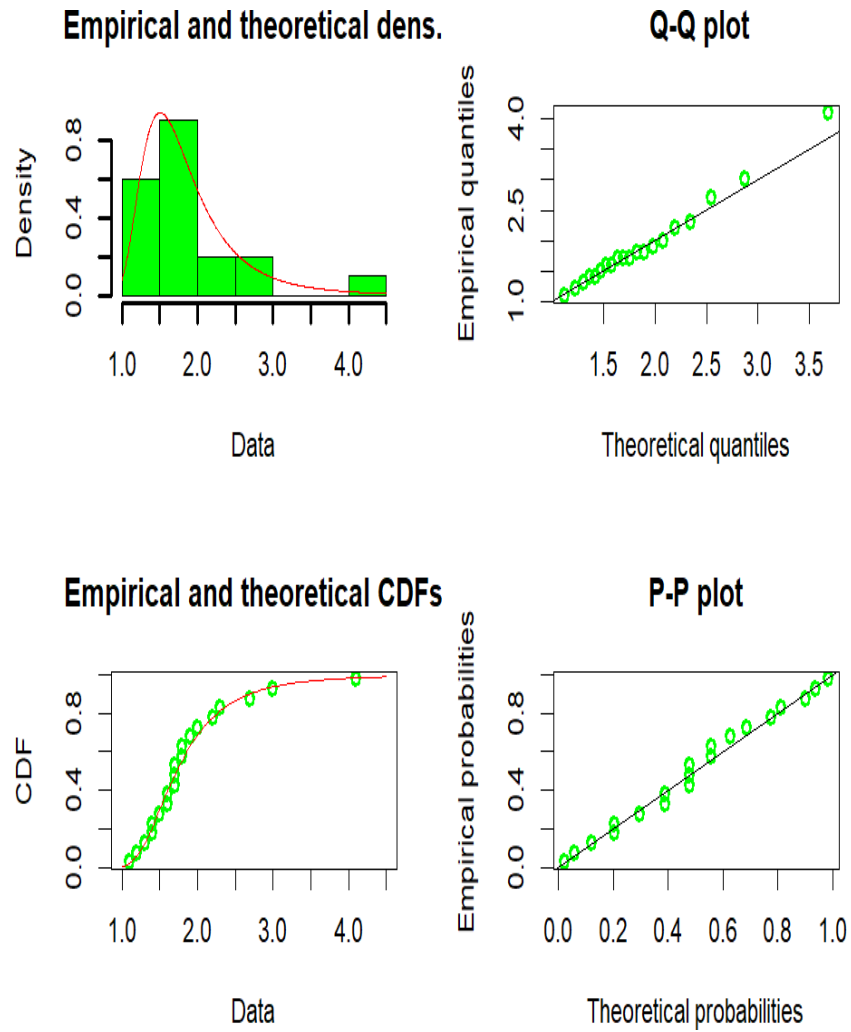 Empirical and theoretical dens.
Density
0.0 0.4 0.8
1.0 2.0 3.0 4.0
Data
Q-Q plot
Empirical quantiles
1.0 2.5 4.0
1.5 2.0 2.5 3.0 3.5
Theoretical quantiles
Empirical and theoretical CDFs
CDF
0.0 0.4 0.8
1.0 2.0 3.0 4.0
Data
P-P plot
Empirical probabilities
0.0 0.4 0.8
0.0 0.2 0.4 0.6 0.8 1.0
Theoretical probabilities